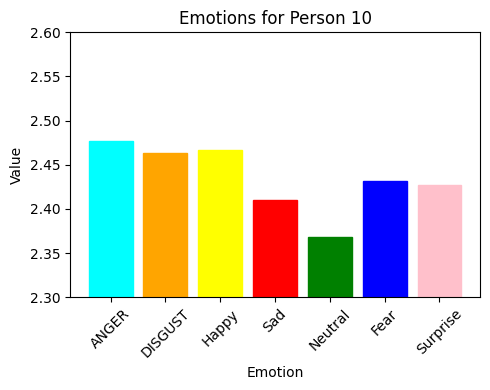 Emotions for Person 10
Value
2.60
2.55
2.50
2.45
2.40
2.35
2.30
ANGER
DISGUST
Happy
Sad
Neutral
Fear
Surprise
Emotion